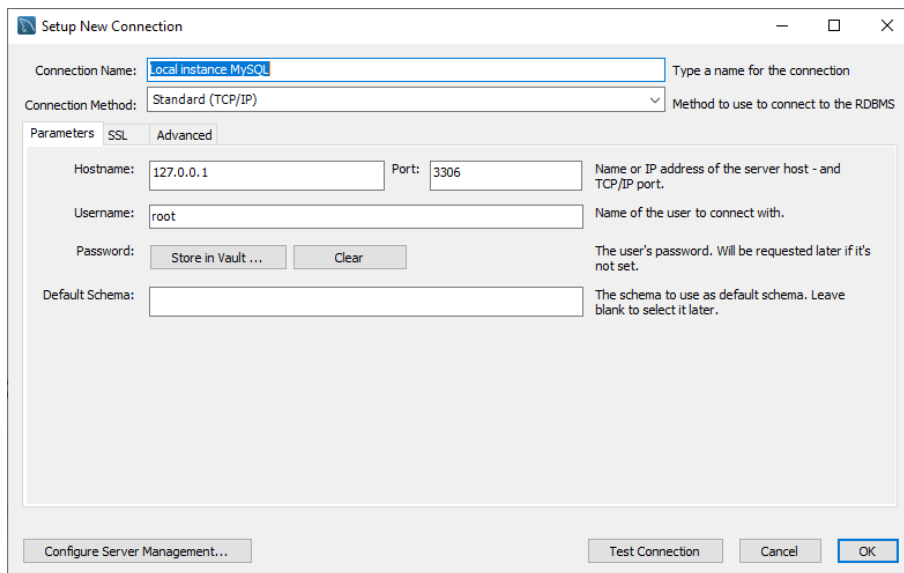 Setup New Connection
Connection Name: Local instance MySQL Type a name for the connection
Connection Method: Standard (TCP/IP) Method to use to connect to the RDBMS
Parameters SSL Advanced
Hostname: 127.0.0.1 Port: 3306 Name or IP address of the server host - and
TCP/IP port.
Username: root Name of the user to connect with.
Password: Store in Vault ... Clear The user's password. Will be requested later if it's
not set.
Default Schema: The schema to use as default schema. Leave
blank to select it later.
Configure Server Management... Test Connection Cancel OK